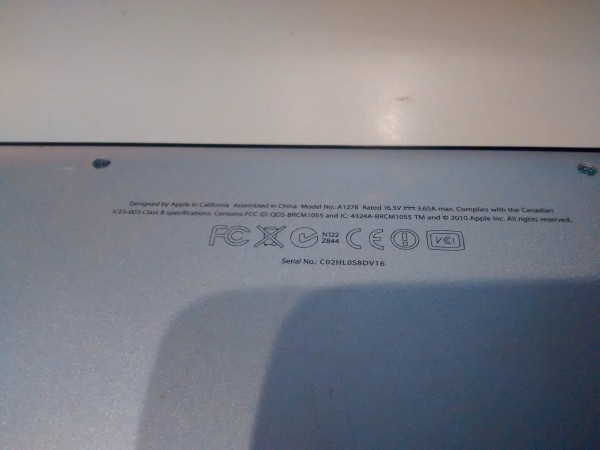 Designed by Apple in California Assembled in China Model No.: A1278 Rated 16.5V ⎓ 3.65A max. Complies with the Canadian
ICES-003 Class B specifications. Contains FCC ID: QDS-BRCM1055 and IC: 4324A-BRCM1055 TM and © 2010 Apple Inc. All rights reserved.
FC N122 CE VCI
Z844
Serial No.: C02HL0S8DV16